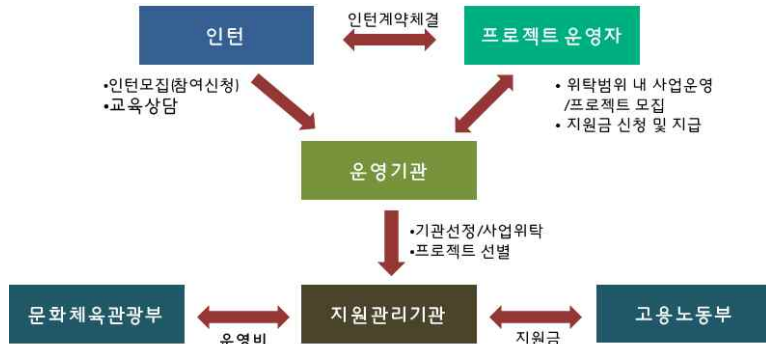 인턴
인턴계약체결
프로젝트 운영자
•인턴모집(참여신청)
•교육상담
• 위탁범위 내 사업운영
/프로젝트 모집
• 지원금 신청 및 지급
운영기관
•기관선정/사업위탁
•프로젝트 선별
문화체육관광부
운영비
지원관리기관
지원금
고용노동부